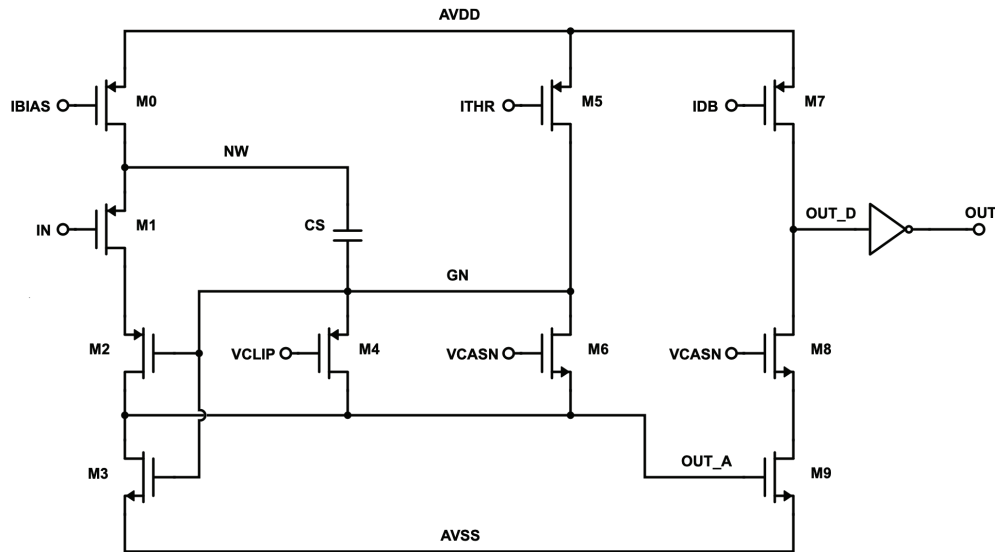 AVDD
IBIAS
M0
ITHR
M5
IDB
M7
NW
IN
M1
CS
OUT_D
OUT
GN
M2
VCLIP
M4
VCASN
M6
VCASN
M8
M3
OUT_A
M9
AVSS